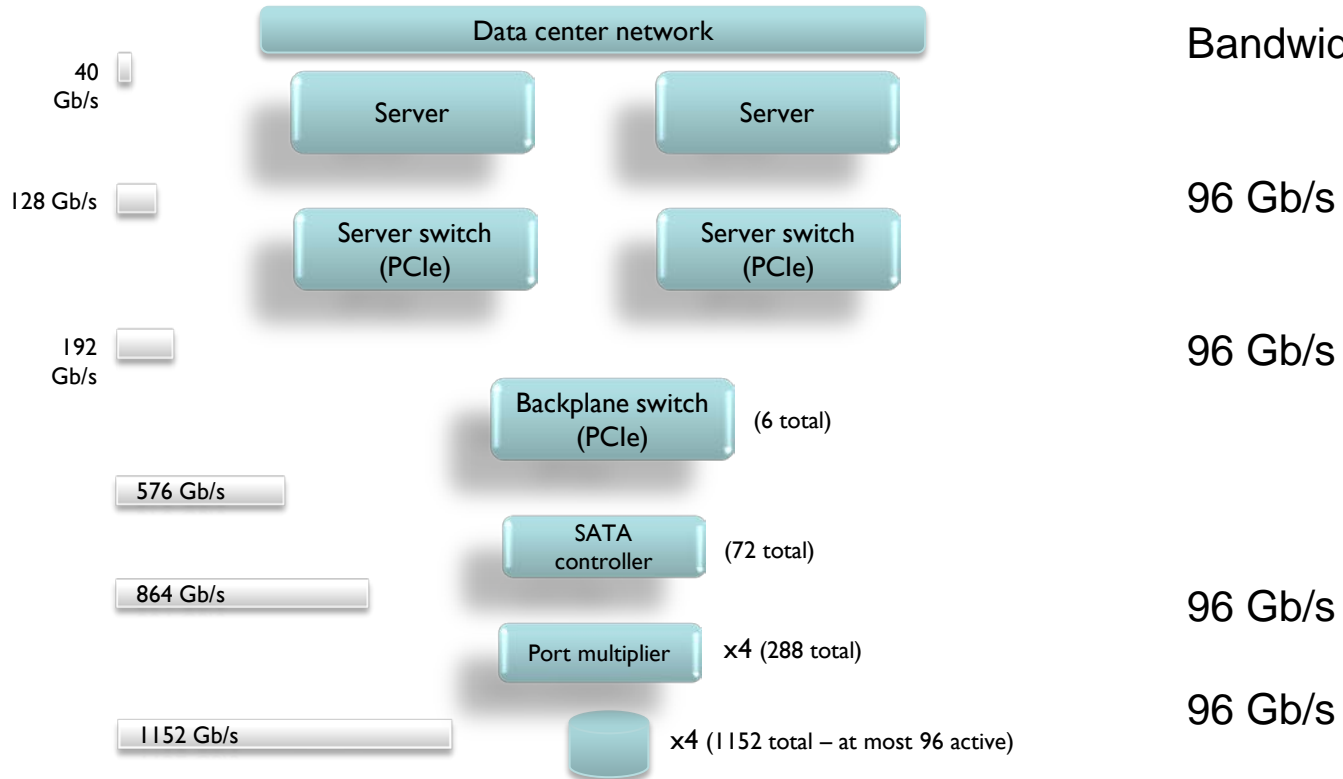 Data center network
Bandwid
40
Gb/s
Server
Server
128 Gb/s
96 Gb/s
Server switch
(PCIe)
Server switch
(PCIe)
192
Gb/s
96 Gb/s
Backplane switch
(PCIe)
(6 total)
576 Gb/s
SATA
controller
(72 total)
864 Gb/s
96 Gb/s
Port multiplier
x4 (288 total)
96 Gb/s
1152 Gb/s
x4 (1152 total – at most 96 active)